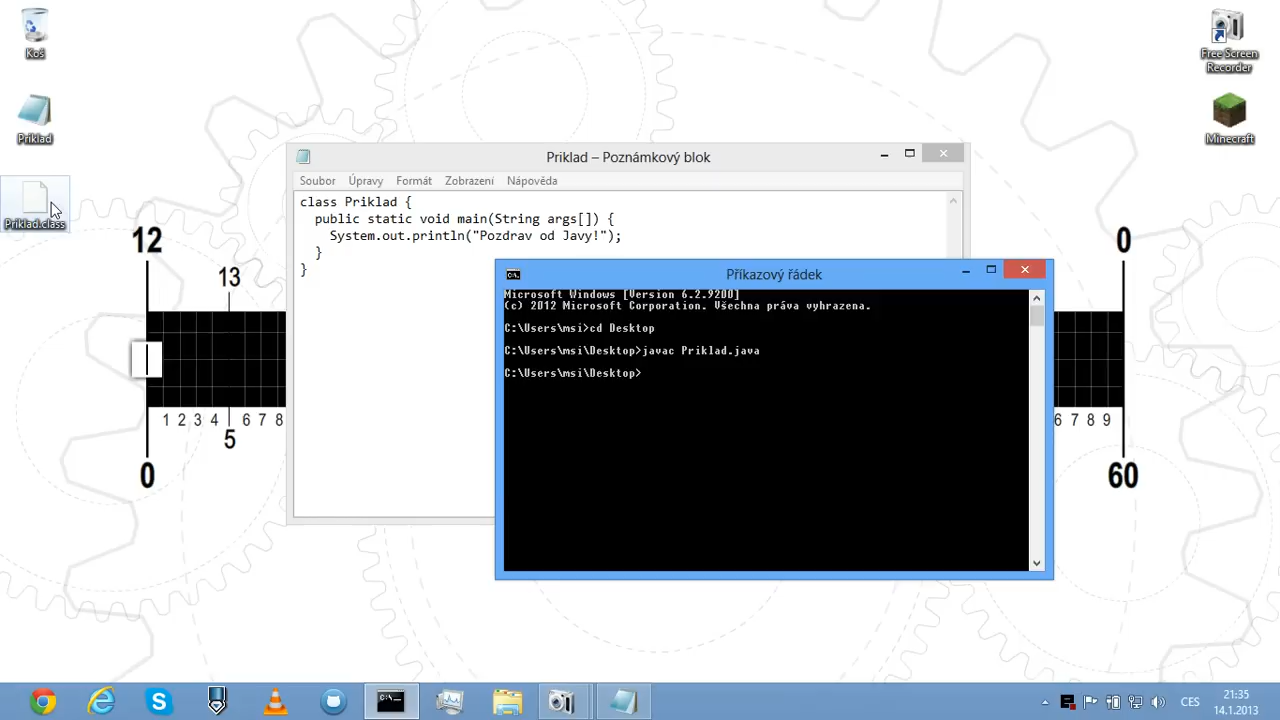 Koš
Priklad
Priklad.class
Free Screen
Recorder
Minecraft
Priklad – Poznámkový blok
Soubor Úpravy Formát Zobrazení Nápověda
class Priklad {
public static void main(String args[]) {
System.out.println("Pozdrav od Javy!");
}
}
Příkazový řádek
Microsoft Windows [Version 6.2.9200]
(c) 2012 Microsoft Corporation. Všechna práva vyhrazena.
C:\Users\msi>cd Desktop
C:\Users\msi\Desktop>javac Priklad.java
C:\Users\msi\Desktop>
12
13
0
1 2 3 4 6 7 8
6 7 8 9
5
0
60
CES
21:35
14.1.2013